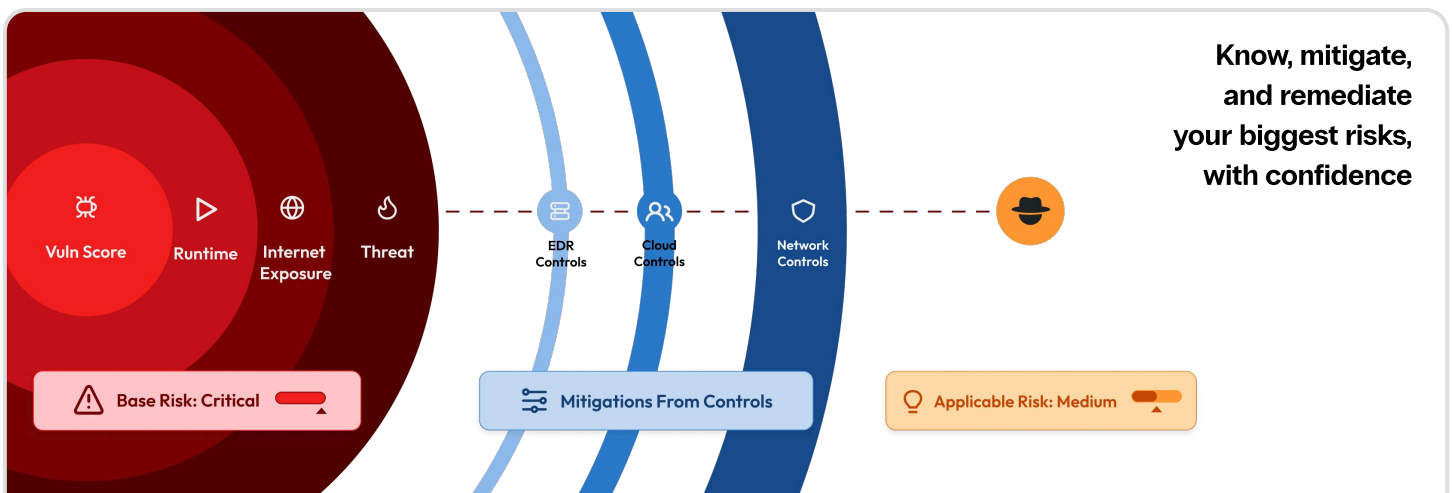 Know, mitigate,
and remediate
your biggest risks,
with confidence
Vuln Score
Runtime
Internet
Exposure
Threat
EDR
Controls
Cloud
Controls
Network
Controls
Base Risk: Critical
Mitigations From Controls
Applicable Risk: Medium